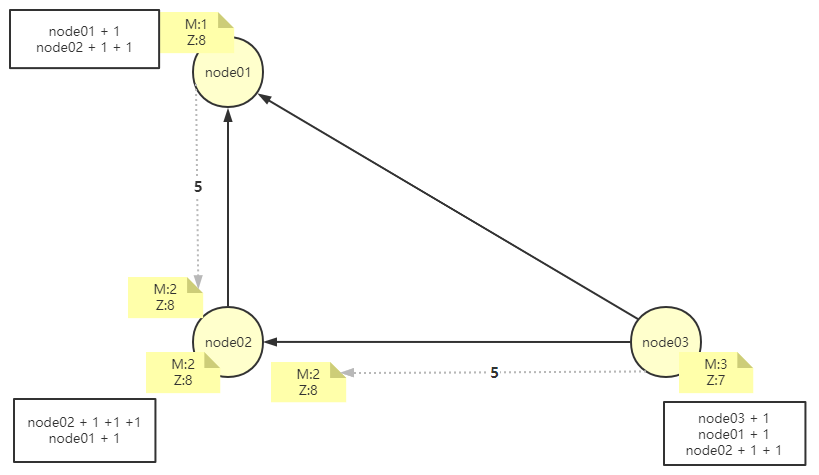 node01 + 1
node02 + 1 + 1
M:1
Z:8
node01
5
M:2
Z:8
node02
node03
M:2
Z:8
M:2
Z:8
5
M:3
Z:7
node02 + 1 +1 +1
node01 + 1
node03 + 1
node01 + 1
node02 + 1 + 1